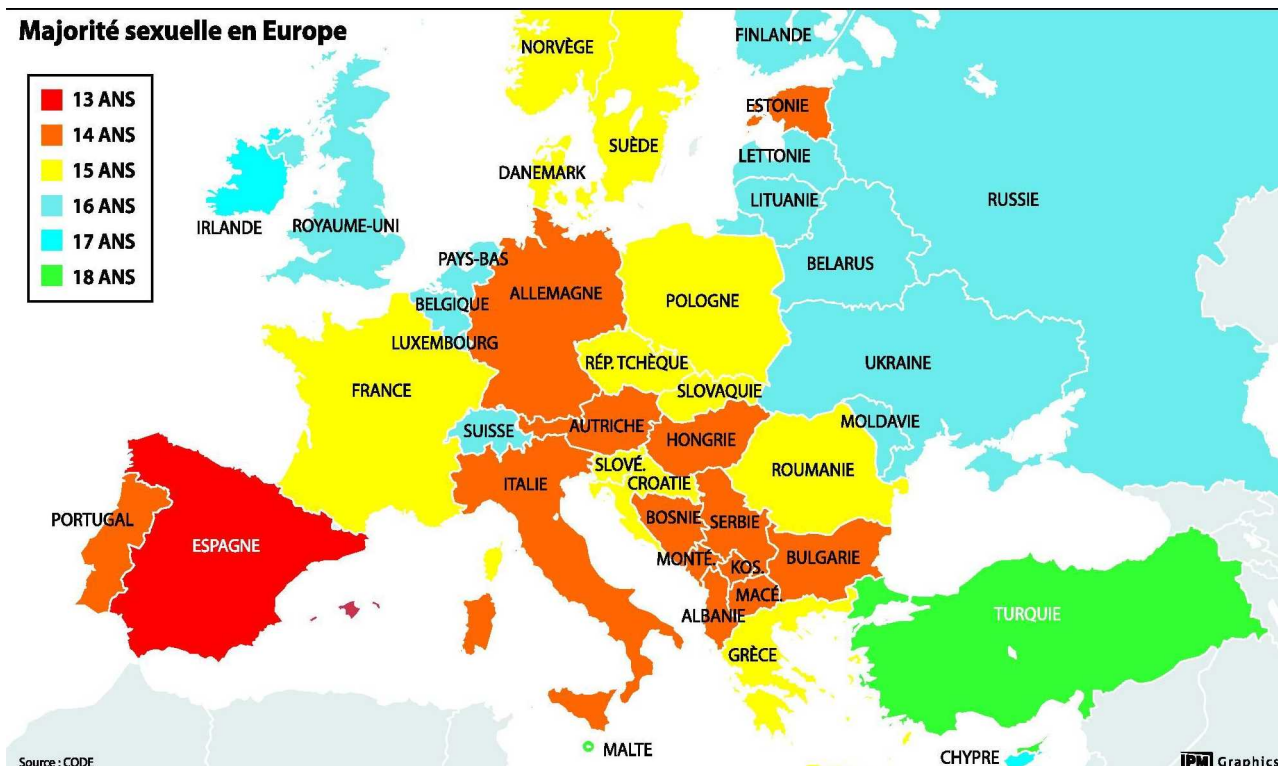 Majorité sexuelle en Europe
13 ANS
14 ANS
15 ANS
16 ANS
17 ANS
18 ANS
NORVÈGE
FINLANDE
ESTONIE
SUÈDE
LETTONIE
DANEMARK
LITUANIE
RUSSIE
IRLANDE
ROYAUME-UNI
PAYS-BAS
BELARUS
ALLEMAGNE
BELGIQUE
POLOGNE
LUXEMBOURG
RÉP. TCHÈQUE
UKRAINE
FRANCE
SLOVAQUIE
SUISSE
AUTRICHE
MOLDAVIE
HONGRIE
SLOVÉ.
ROUMANIE
ITALIE
CROATIE
PORTUGAL
BOSNIE
SERBIE
ESPAGNE
MONTÉ.
KOS.
BULGARIE
MACÉ.
ALBANIE
TURQUIE
GRÈCE
MALTE
CHYPRE
Source : CODE
IPM Graphics